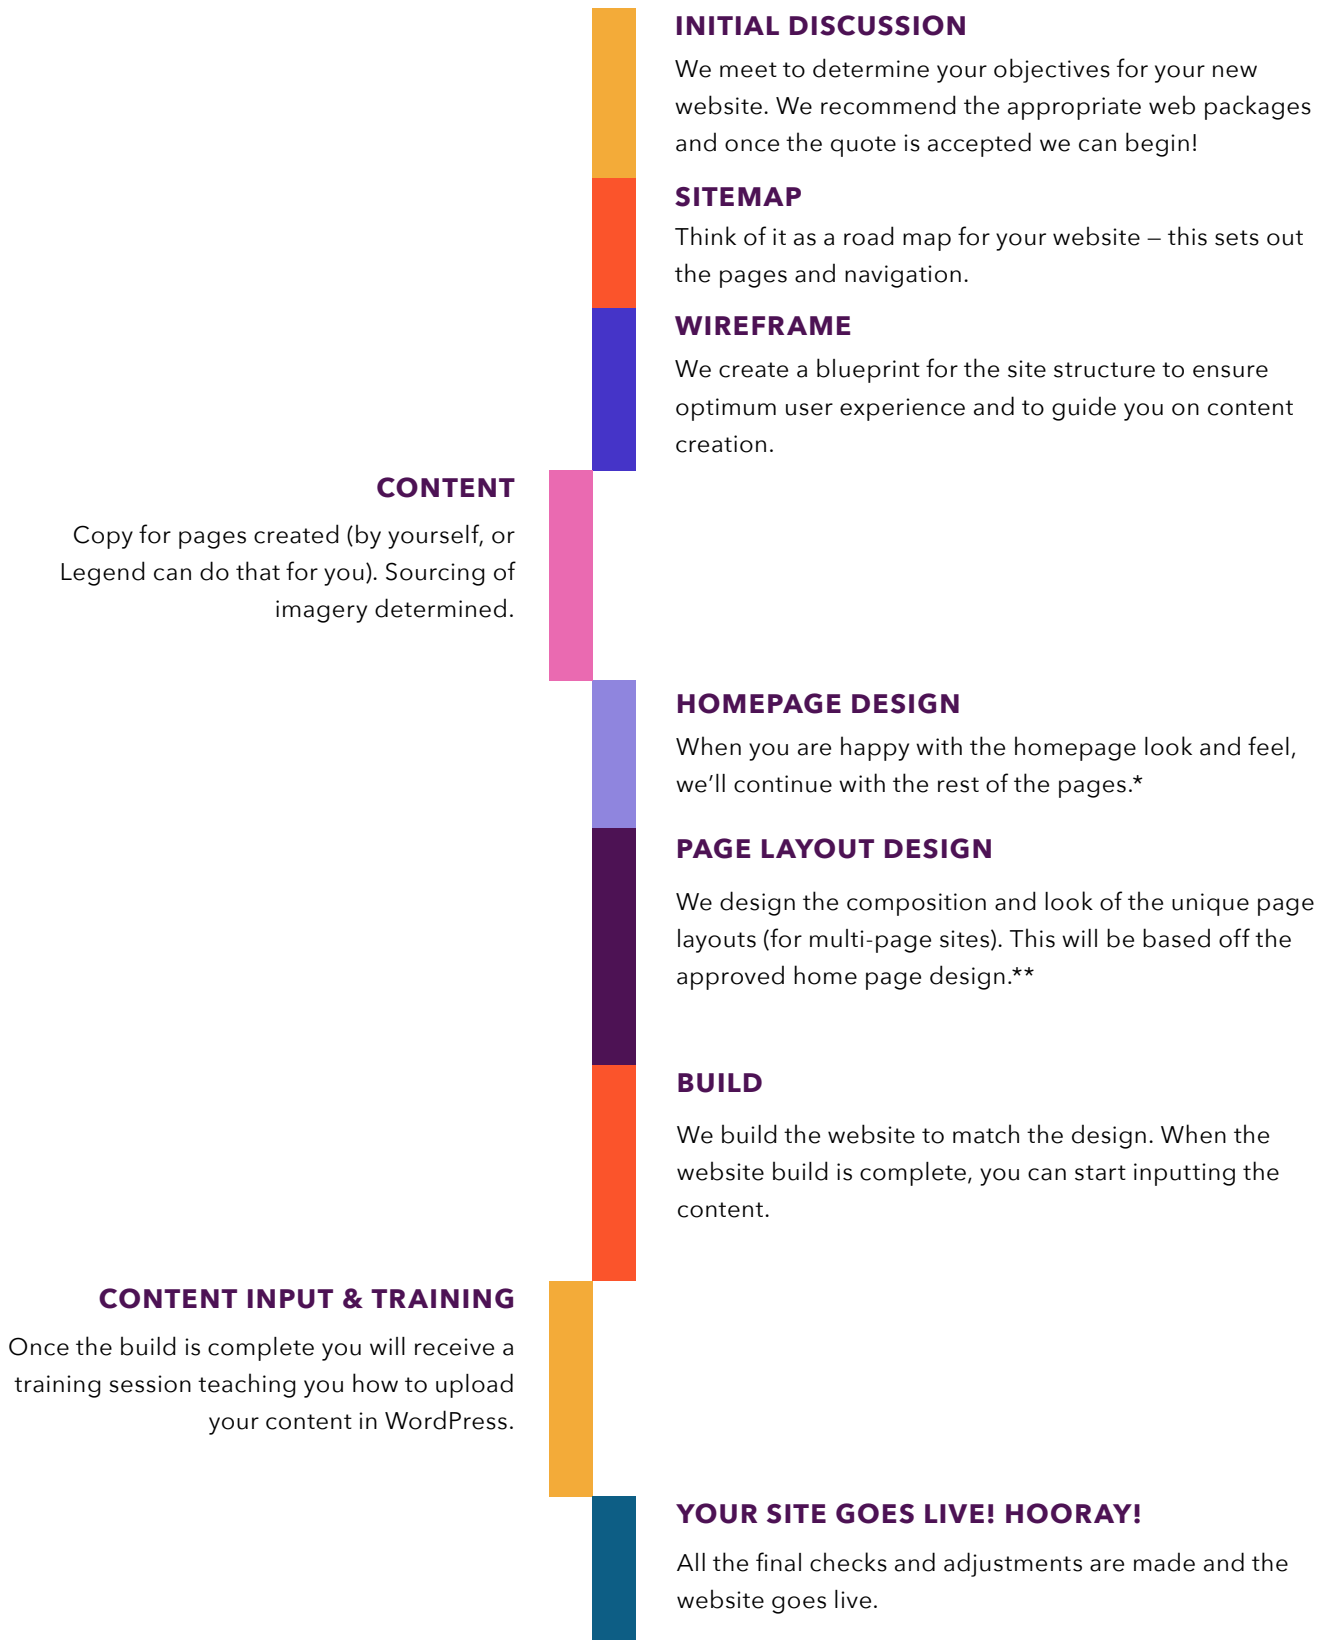 INITIAL DISCUSSION
We meet to determine your objectives for your new
website. We recommend the appropriate web packages
and once the quote is accepted we can begin!
SITEMAP
Think of it as a road map for your website – this sets out
the pages and navigation.
WIREFRAME
We create a blueprint for the site structure to ensure
optimum user experience and to guide you on content
creation.
CONTENT
Copy for pages created (by yourself, or
Legend can do that for you). Sourcing of
imagery determined.
HOMEPAGE DESIGN
When you are happy with the homepage look and feel,
we’ll continue with the rest of the pages.*
PAGE LAYOUT DESIGN
We design the composition and look of the unique page
layouts (for multi-page sites). This will be based off the
approved home page design.**
BUILD
We build the website to match the design. When the
website build is complete, you can start inputting the
content.
CONTENT INPUT & TRAINING
Once the build is complete you will receive a
training session teaching you how to upload
your content in WordPress.
YOUR SITE GOES LIVE! HOORAY!
All the final checks and adjustments are made and the
website goes live.